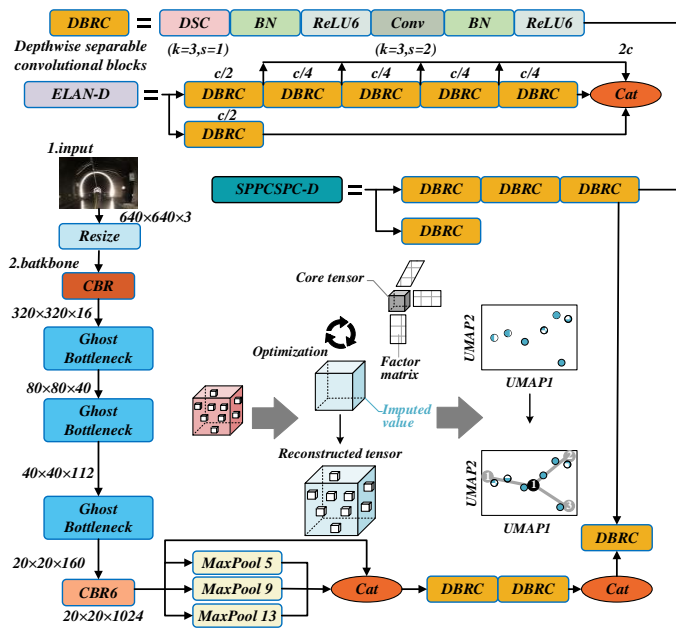 DBRC = DSC BN ReLU6 Conv BN ReLU6
Depthwise separable
convolutional blocks
(k=3,s=1) (k=3,s=2) 2c
c/2 c/4 c/4 c/4 c/4
ELAN-D = DBRC DBRC DBRC DBRC DBRC Cat
c/2
DBRC
1.input
SPPCSPC-D = DBRC DBRC DBRC
640×640×3
Resize
DBRC
2.batkbone
CBR
Core tensor
320×320×16
Ghost
Bottleneck
Optimization
Factor
matrix
UMAP2
UMAP1
80×80×40
Ghost
Bottleneck
Imputed
value
Reconstructed tensor
40×40×112
UMAP2
1 2 1 3
UMAP1
Ghost
Bottleneck
DBRC
20×20×160
MaxPool 5
CBR6 MaxPool 9 Cat DBRC DBRC Cat
20×20×1024
MaxPool 13